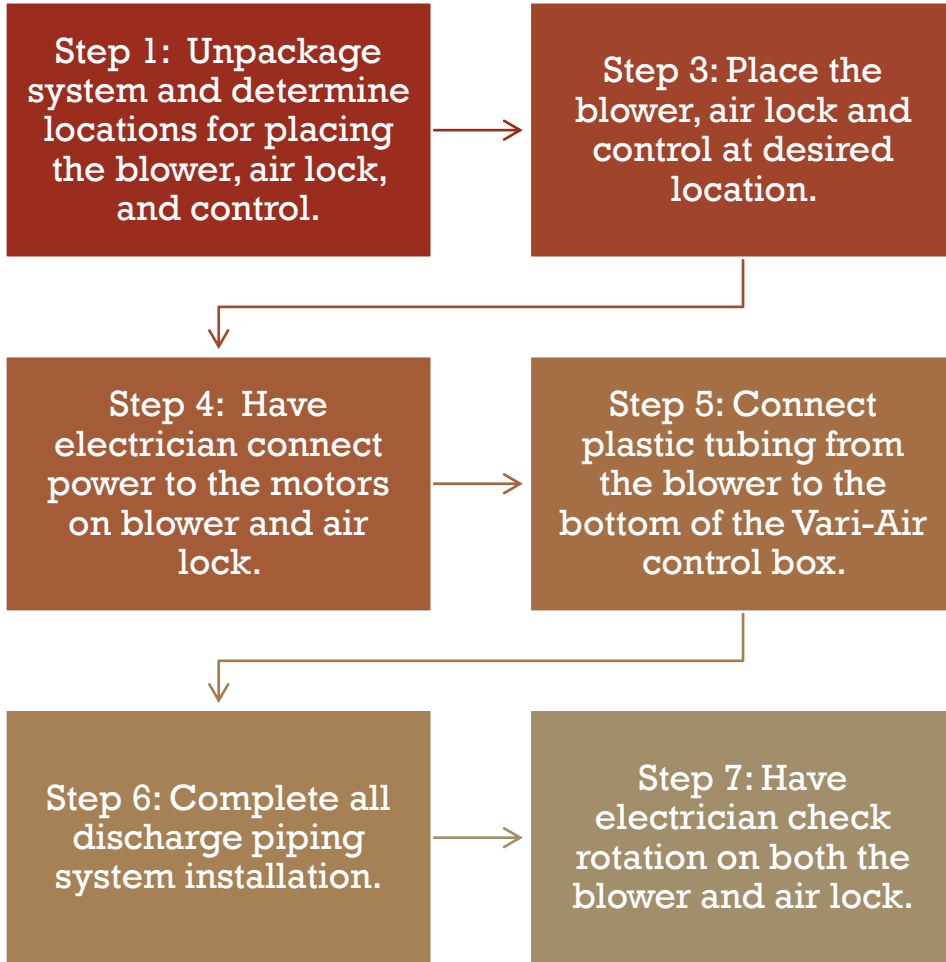 Step 1: Unpackage
system and determine
locations for placing
the blower, air lock,
and control.
Step 3: Place the
blower, air lock and
control at desired
location.
Step 4: Have
electrician connect
power to the motors
on blower and air
lock.
Step 5: Connect
plastic tubing from
the blower to the
bottom of the Vari-Air
control box.
Step 6: Complete all
discharge piping
system installation.
Step 7: Have
electrician check
rotation on both the
blower and air lock.